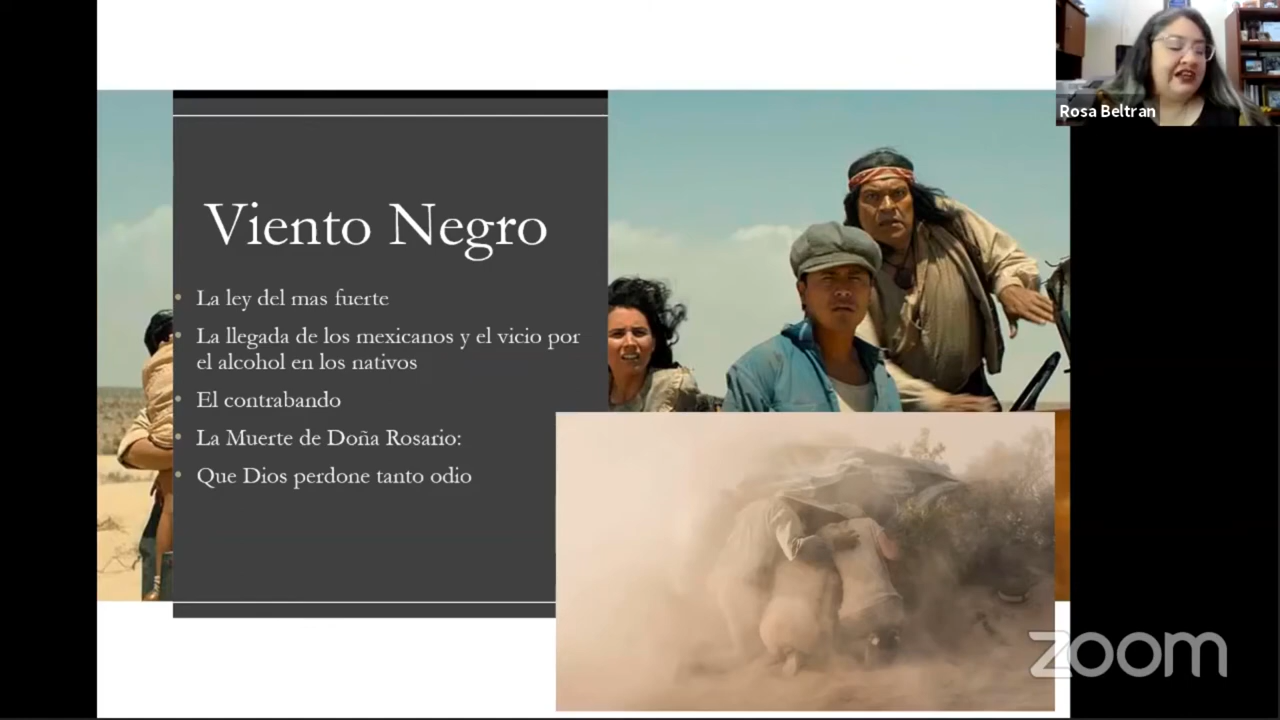 Rosa Beltran
Viento Negro
La ley del mas fuerte
La llegada de los mexicanos y el vicio por
el alcohol en los nativos
El contrabando
La Muerte de Doña Rosario:
Que Dios perdone tanto odio
zoom